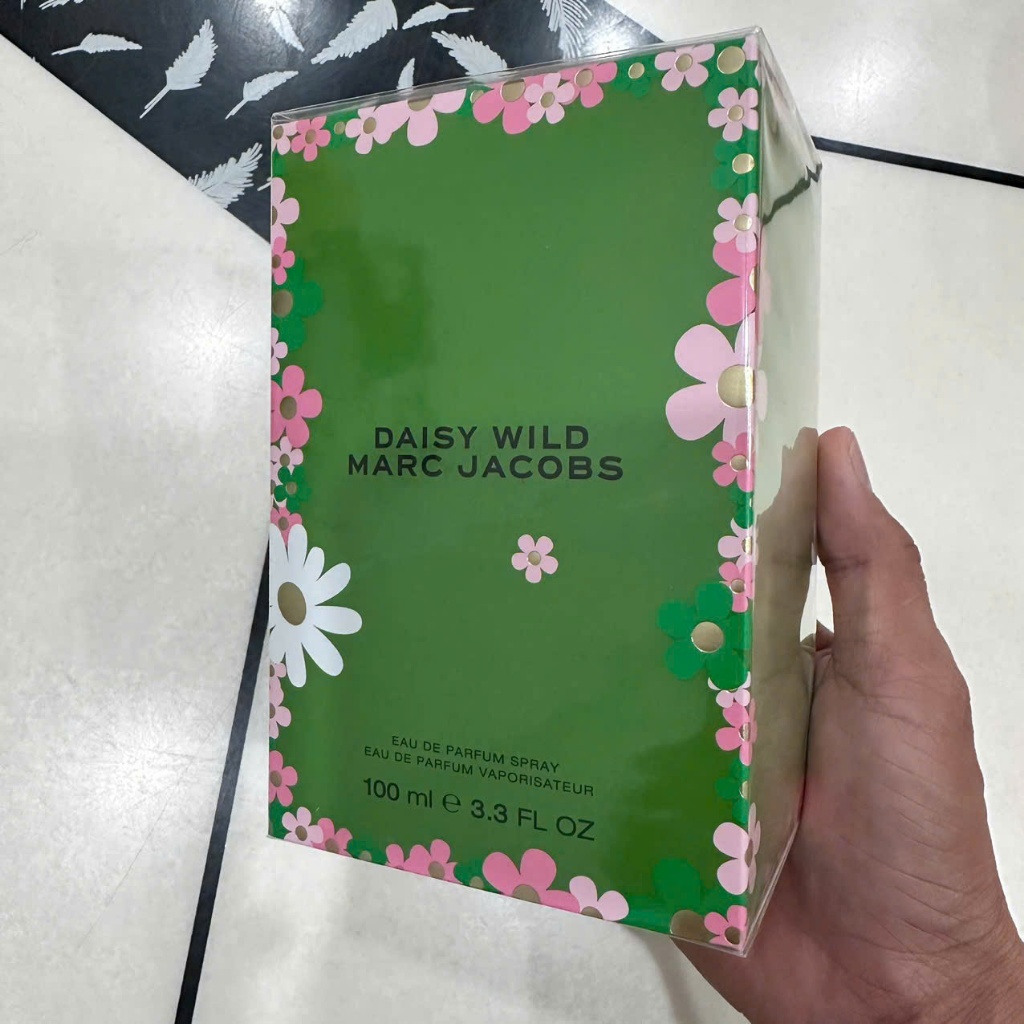 DAISY WILD
MARC JACOBS
EAU DE PARFUM SPRAY
EAU DE PARFUM VAPORISATEUR
100 ml ℮ 3.3 FL OZ